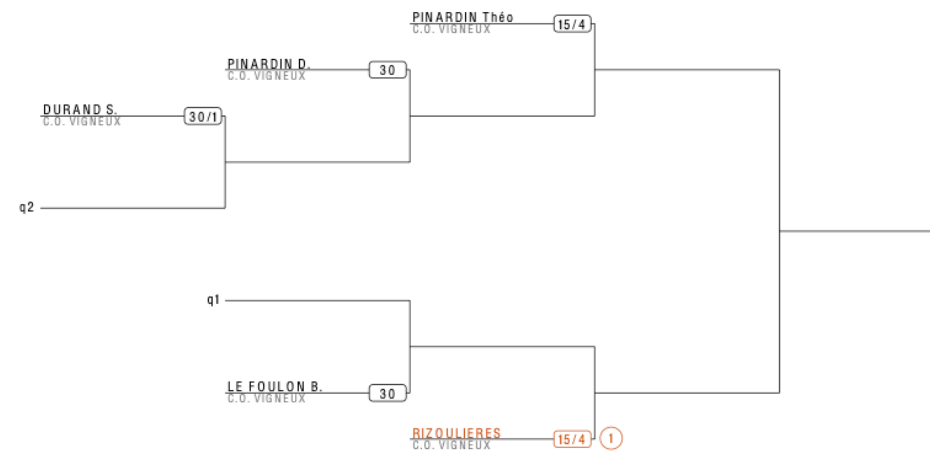 PINARDIN Théo
15/4
C.O. VIGNEUX
PINARDIN D.
30
C.O. VIGNEUX
DURAND S.
30/1
C.O. VIGNEUX
q2
q1
LE FOULON B.
30
C.O. VIGNEUX
RIZOULIERES
15/4
1
C.O. VIGNEUX